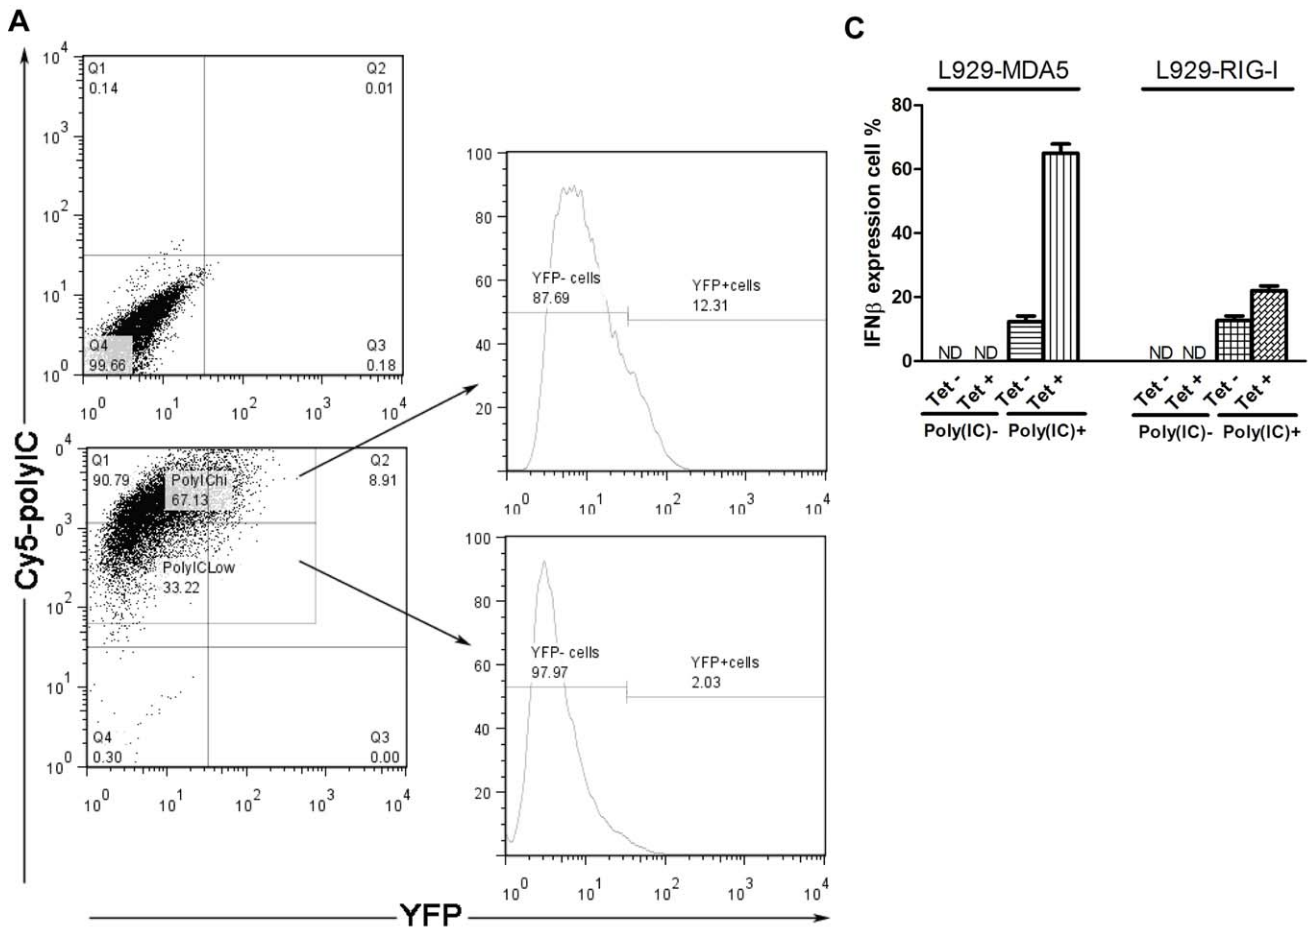 A
Cy5-polyIC
10^4
10^3
10^2
10^1
10^0
Q1
0.14
Q2
0.01
Q4
99.66
Q3
0.18
10^0 10^1 10^2 10^3 10^4
0^4
0^3
10^2
10^1
10^0
Q1
90.79
PolyIChi
67.13
Q2
8.91
PolyICLow
33.22
Q4
0.30
Q3
0.00
10^0 10^1 10^2 10^3 10^4
100
80
60
40
20
YFP- cells
87.69
YFP+cells
12.31
10^0 10^1 10^2 10^3 10^4
100
80
60
40
20
YFP- cells
97.97
YFP+cells
2.03
10^0 10^1 10^2 10^3 10^4
YFP
C
L929-MDA5 L929-RIG-I
IFNβ expression cell %
80
60
40
20
0
ND ND ND ND
Tet - Tet + Tet - Tet + Tet - Tet + Tet - Tet +
Poly(IC)- Poly(IC)+ Poly(IC)- Poly(IC)+